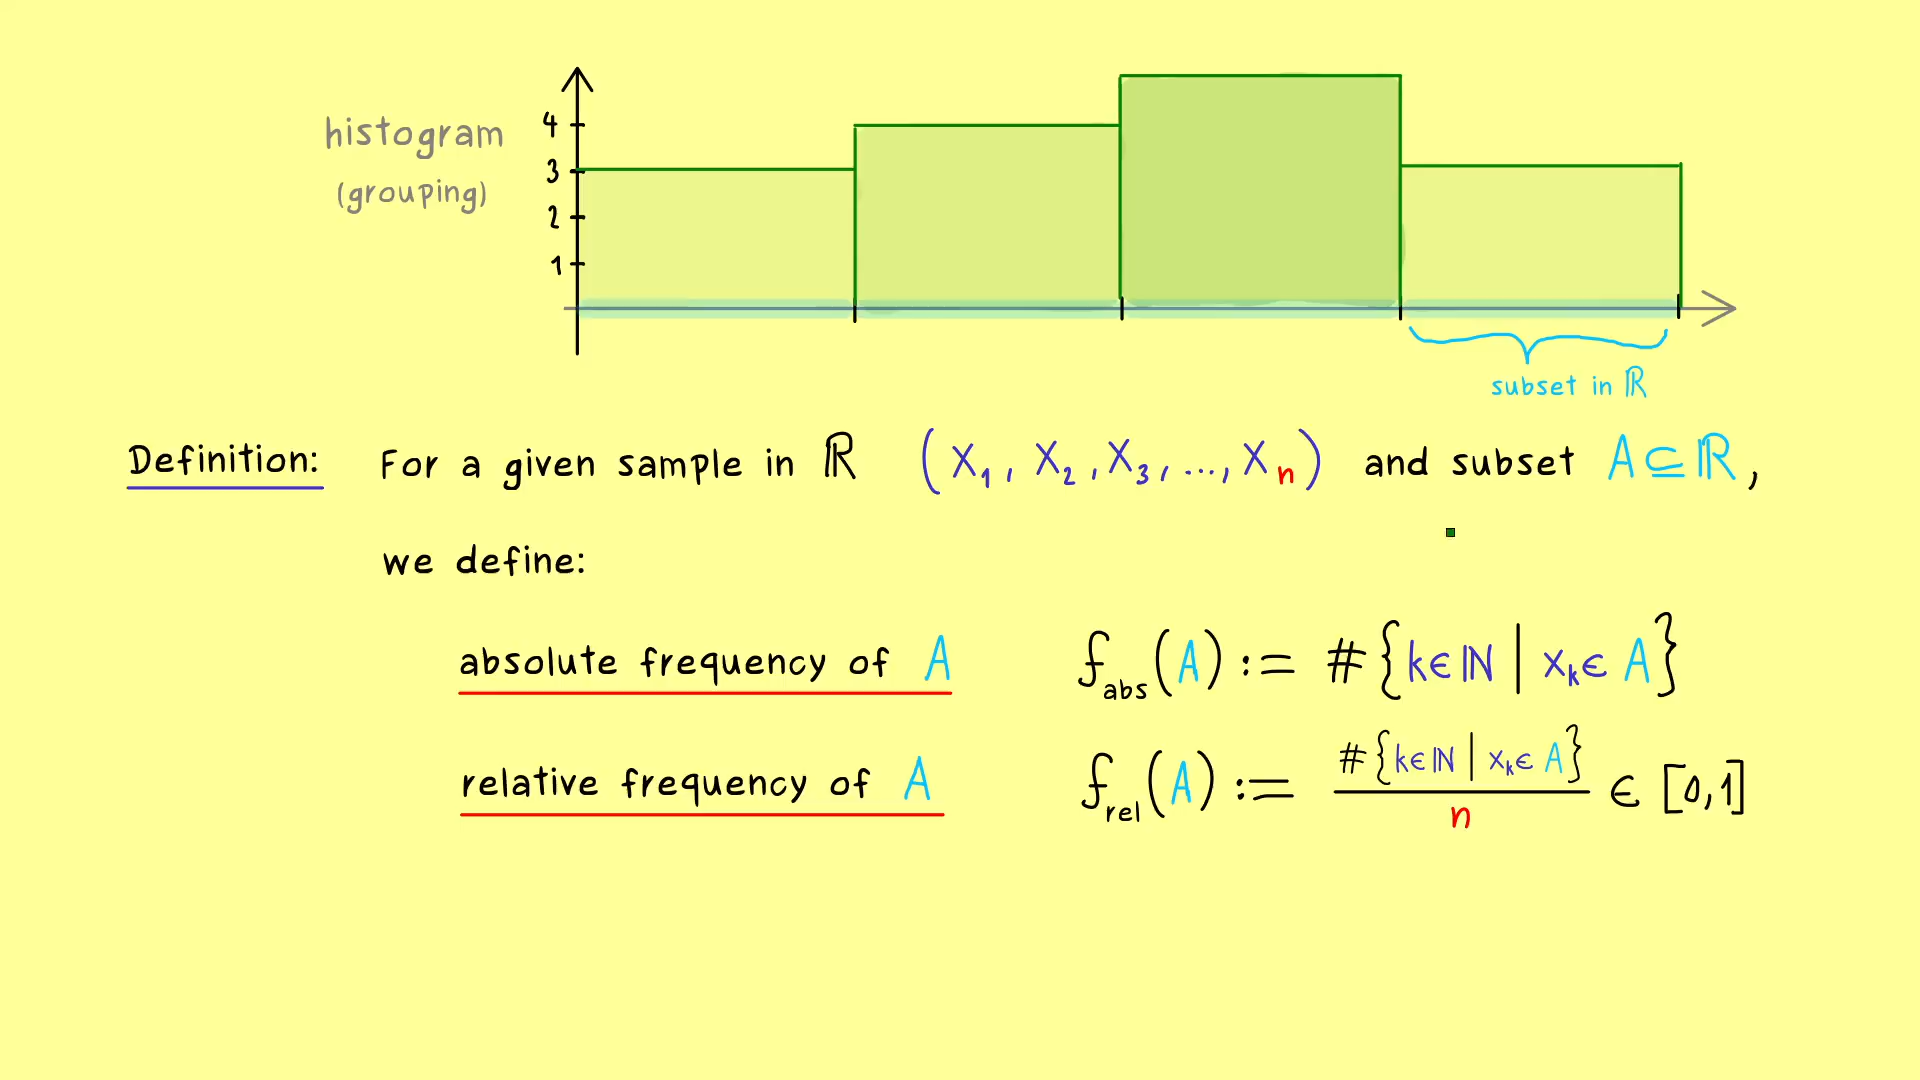 histogram
(grouping)
4
3
2
1
subset in ℝ
Definition: For a given sample in ℝ (x₁, x₂, x₃, ..., xₙ) and subset A ⊆ ℝ,
we define:
absolute frequency of A f_abs(A) := #{k∈ℕ | xₖ∈ A}
relative frequency of A f_rel(A) := #{k∈ℕ | xₖ∈ A} / n ∈ [0,1]